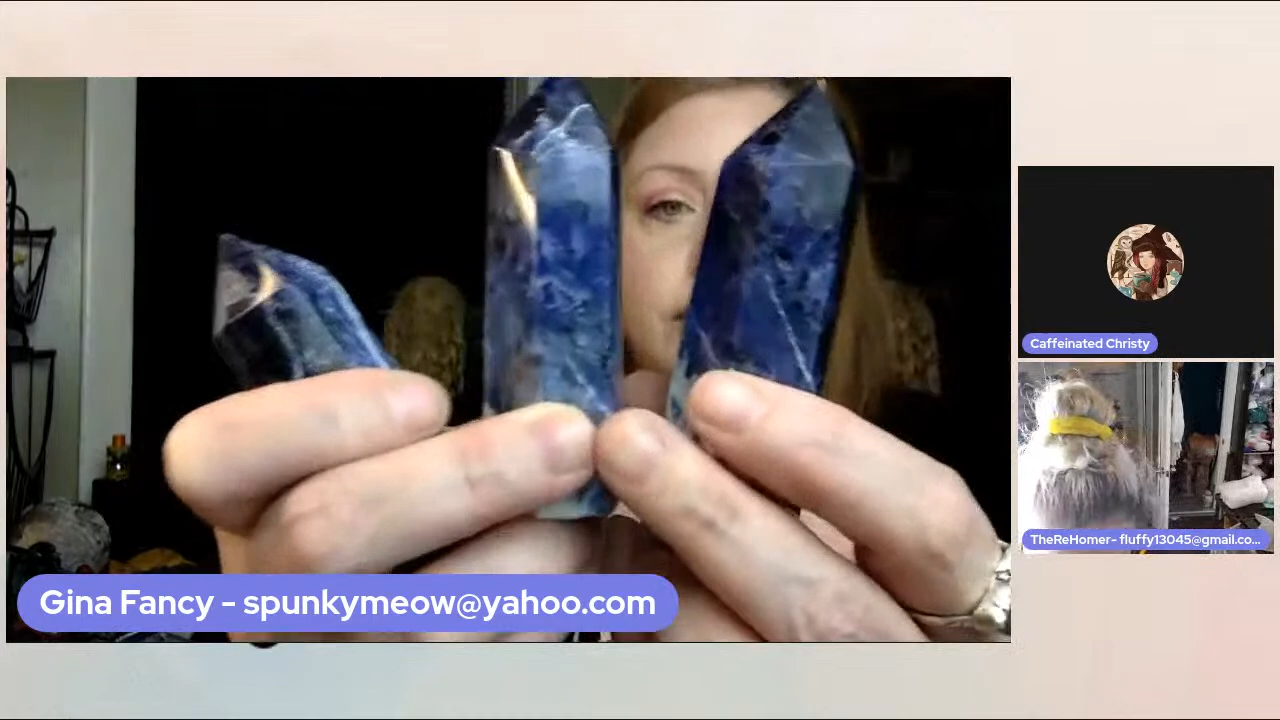 Gina Fancy - spunkymeow@yahoo.com
Caffeinated Christy
TheReHomer- fluffy13045@gmail.co...